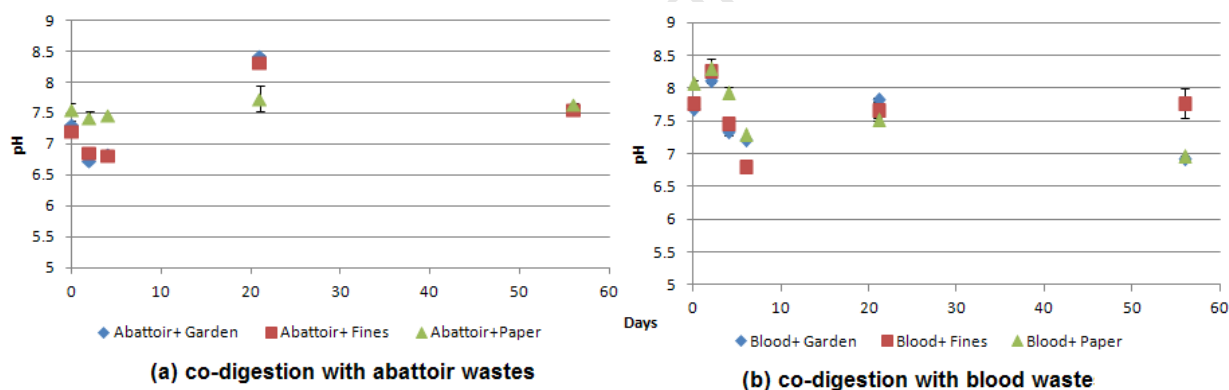 9
8.5
8
7.5
7
6.5
6
5.5
5
pH
0 10 20 30 40 50 60
Abattoir+ Garden Abattoir+ Fines Abattoir+Paper
(a) co-digestion with abattoir wastes
9
8.5
8
7.5
7
6.5
6
5.5
5
pH
0 10 20 30 40 50 60
Days
Blood+ Garden Blood+ Fines Blood+ Paper
(b) co-digestion with blood waste